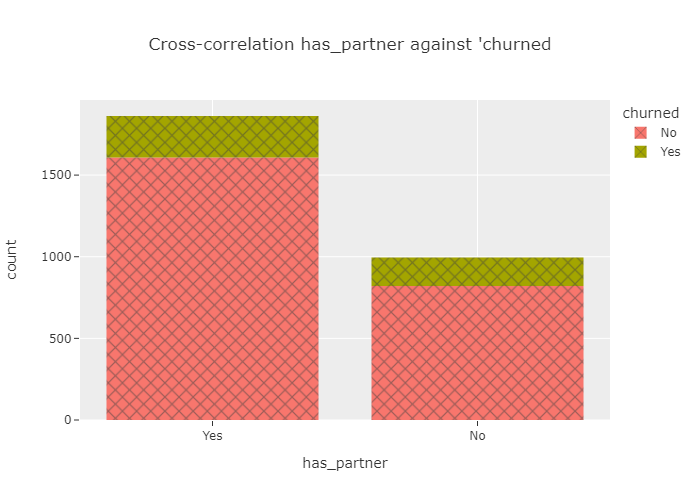 Cross-correlation has_partner against 'churned
churned
No
Yes
1500
1000
500
0
count
Yes
No
has_partner